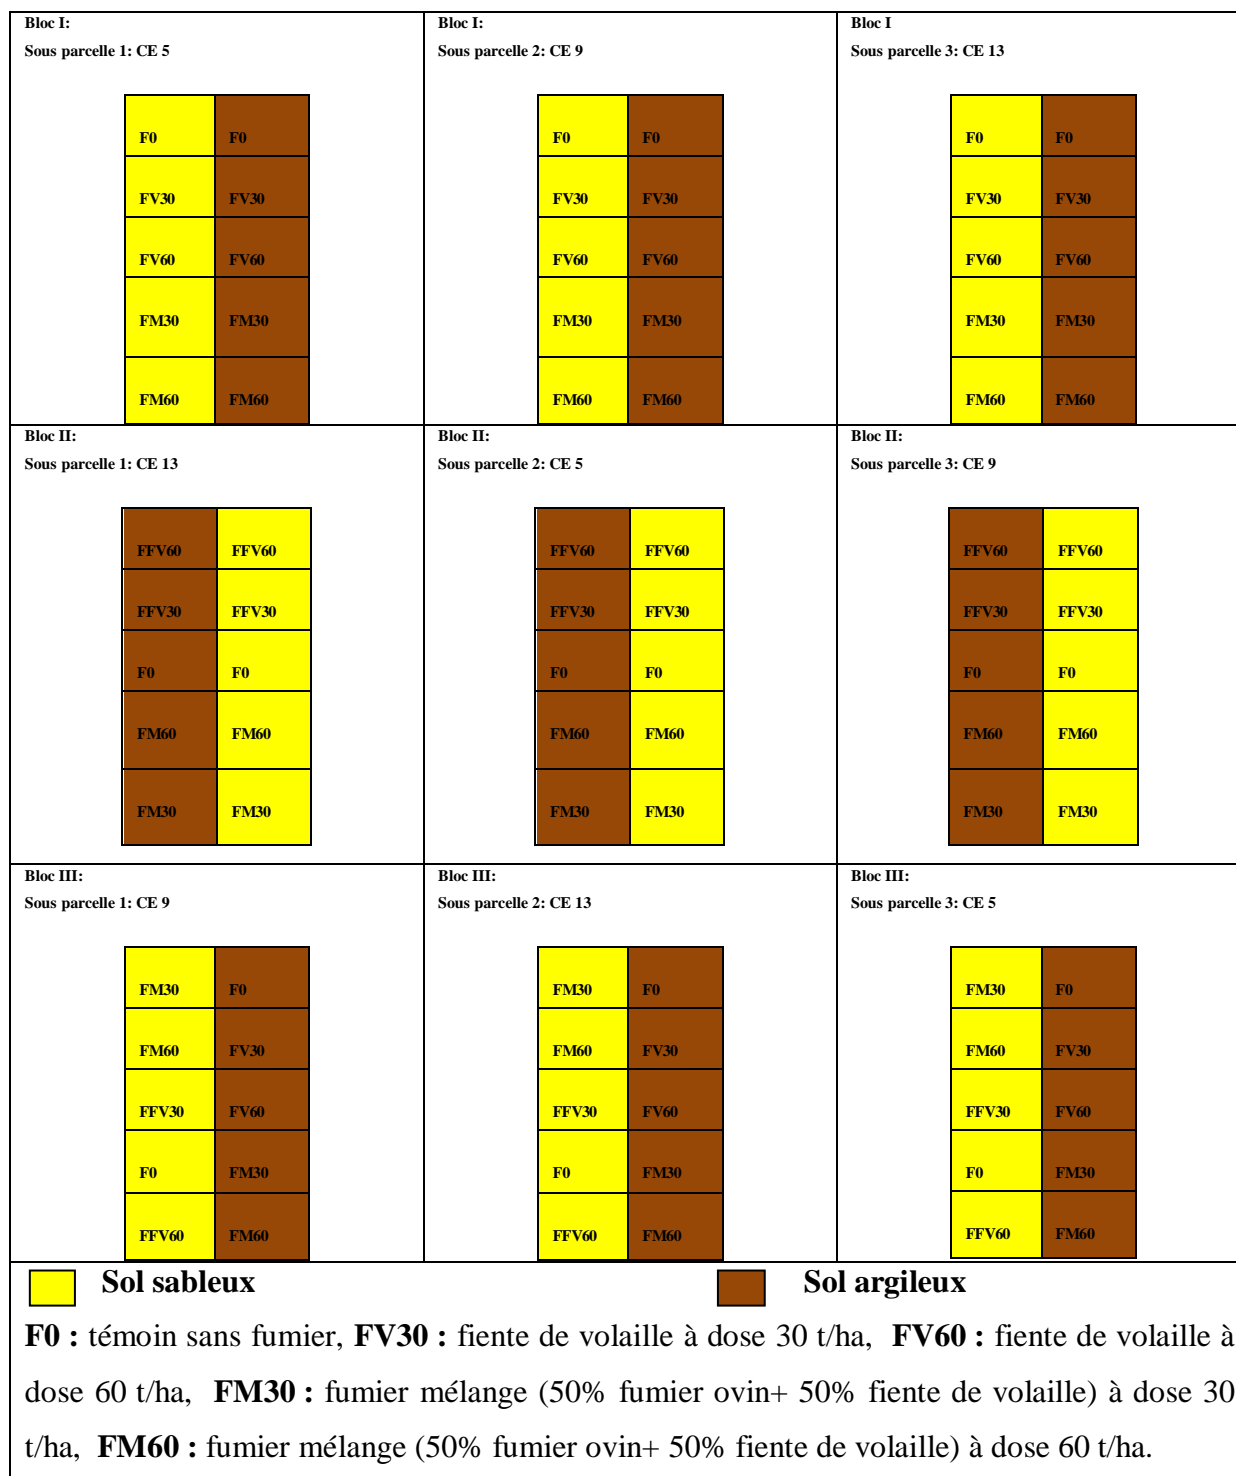 Bloc I:
Sous parcelle 1: CE 5
F0 F0
FV30 FV30
FV60 FV60
FM30 FM30
FM60 FM60
Bloc I:
Sous parcelle 2: CE 9
F0 F0
FV30 FV30
FV60 FV60
FM30 FM30
FM60 FM60
Bloc I
Sous parcelle 3: CE 13
F0 F0
FV30 FV30
FV60 FV60
FM30 FM30
FM60 FM60
Bloc II:
Sous parcelle 1: CE 13
FFV60 FFV60
FFV30 FFV30
F0 F0
FM60 FM60
FM30 FM30
Bloc II:
Sous parcelle 2: CE 5
FFV60 FFV60
FFV30 FFV30
F0 F0
FM60 FM60
FM30 FM30
Bloc II:
Sous parcelle 3: CE 9
FFV60 FFV60
FFV30 FFV30
F0 F0
FM60 FM60
FM30 FM30
Bloc III:
Sous parcelle 1: CE 9
FM30 F0
FM60 FV30
FFV30 FV60
F0 FM30
FFV60 FM60
Bloc III:
Sous parcelle 2: CE 13
FM30 F0
FM60 FV30
FFV30 FV60
F0 FM30
FFV60 FM60
Bloc III:
Sous parcelle 3: CE 5
FM30 F0
FM60 FV30
FFV30 FV60
F0 FM30
FFV60 FM60
Sol sableux Sol argileux
F0 : témoin sans fumier, FV30 : fiente de volaille à dose 30 t/ha, FV60 : fiente de volaille à
dose 60 t/ha, FM30 : fumier mélange (50% fumier ovin+ 50% fiente de volaille) à dose 30
t/ha, FM60 : fumier mélange (50% fumier ovin+ 50% fiente de volaille) à dose 60 t/ha.